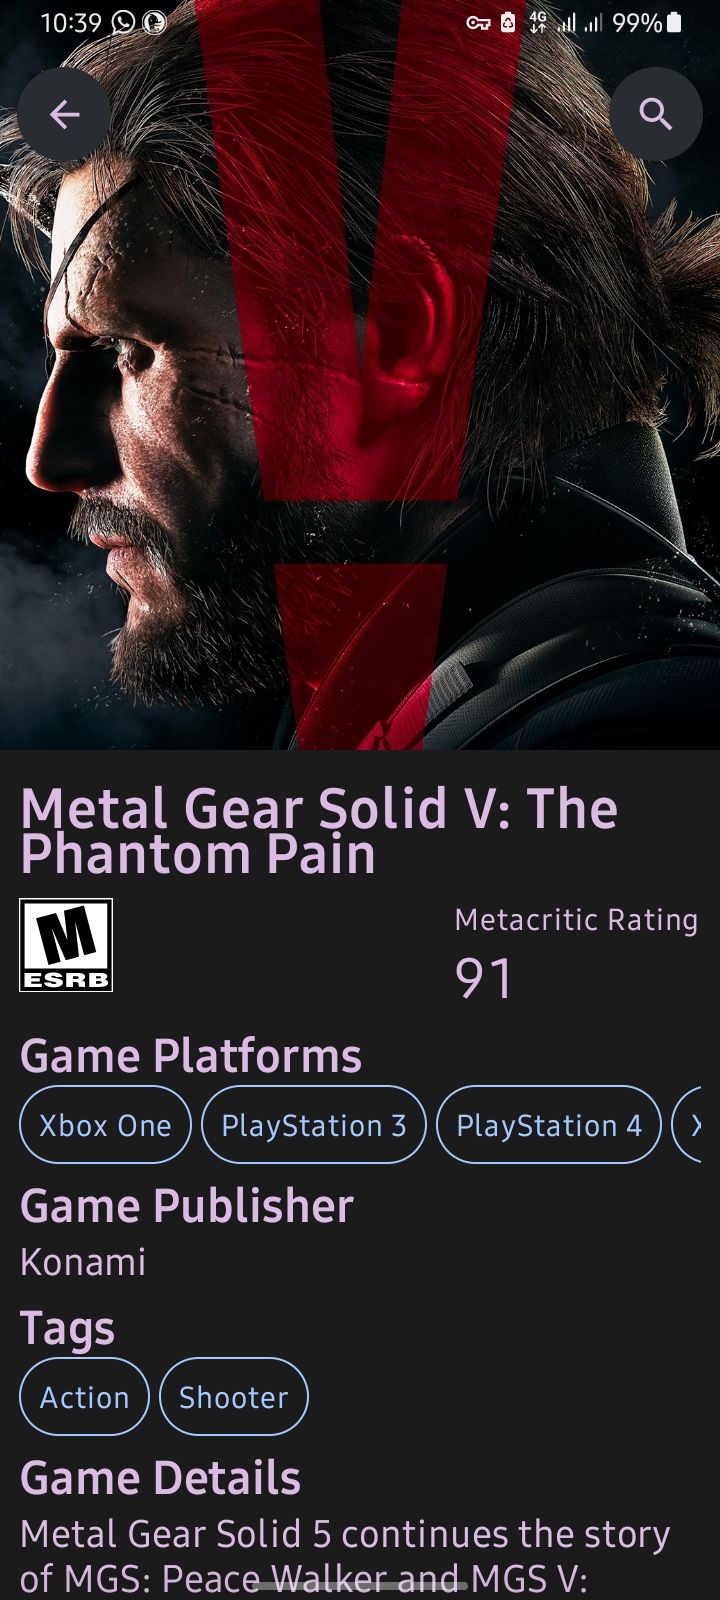 10:39
4G
99%
Metal Gear Solid V: The
Phantom Pain
M
ESRB
Metacritic Rating
91
Game Platforms
Xbox One
PlayStation 3
PlayStation 4
Game Publisher
Konami
Tags
Action
Shooter
Game Details
Metal Gear Solid 5 continues the story
of MGS: Peace Walker and MGS V: